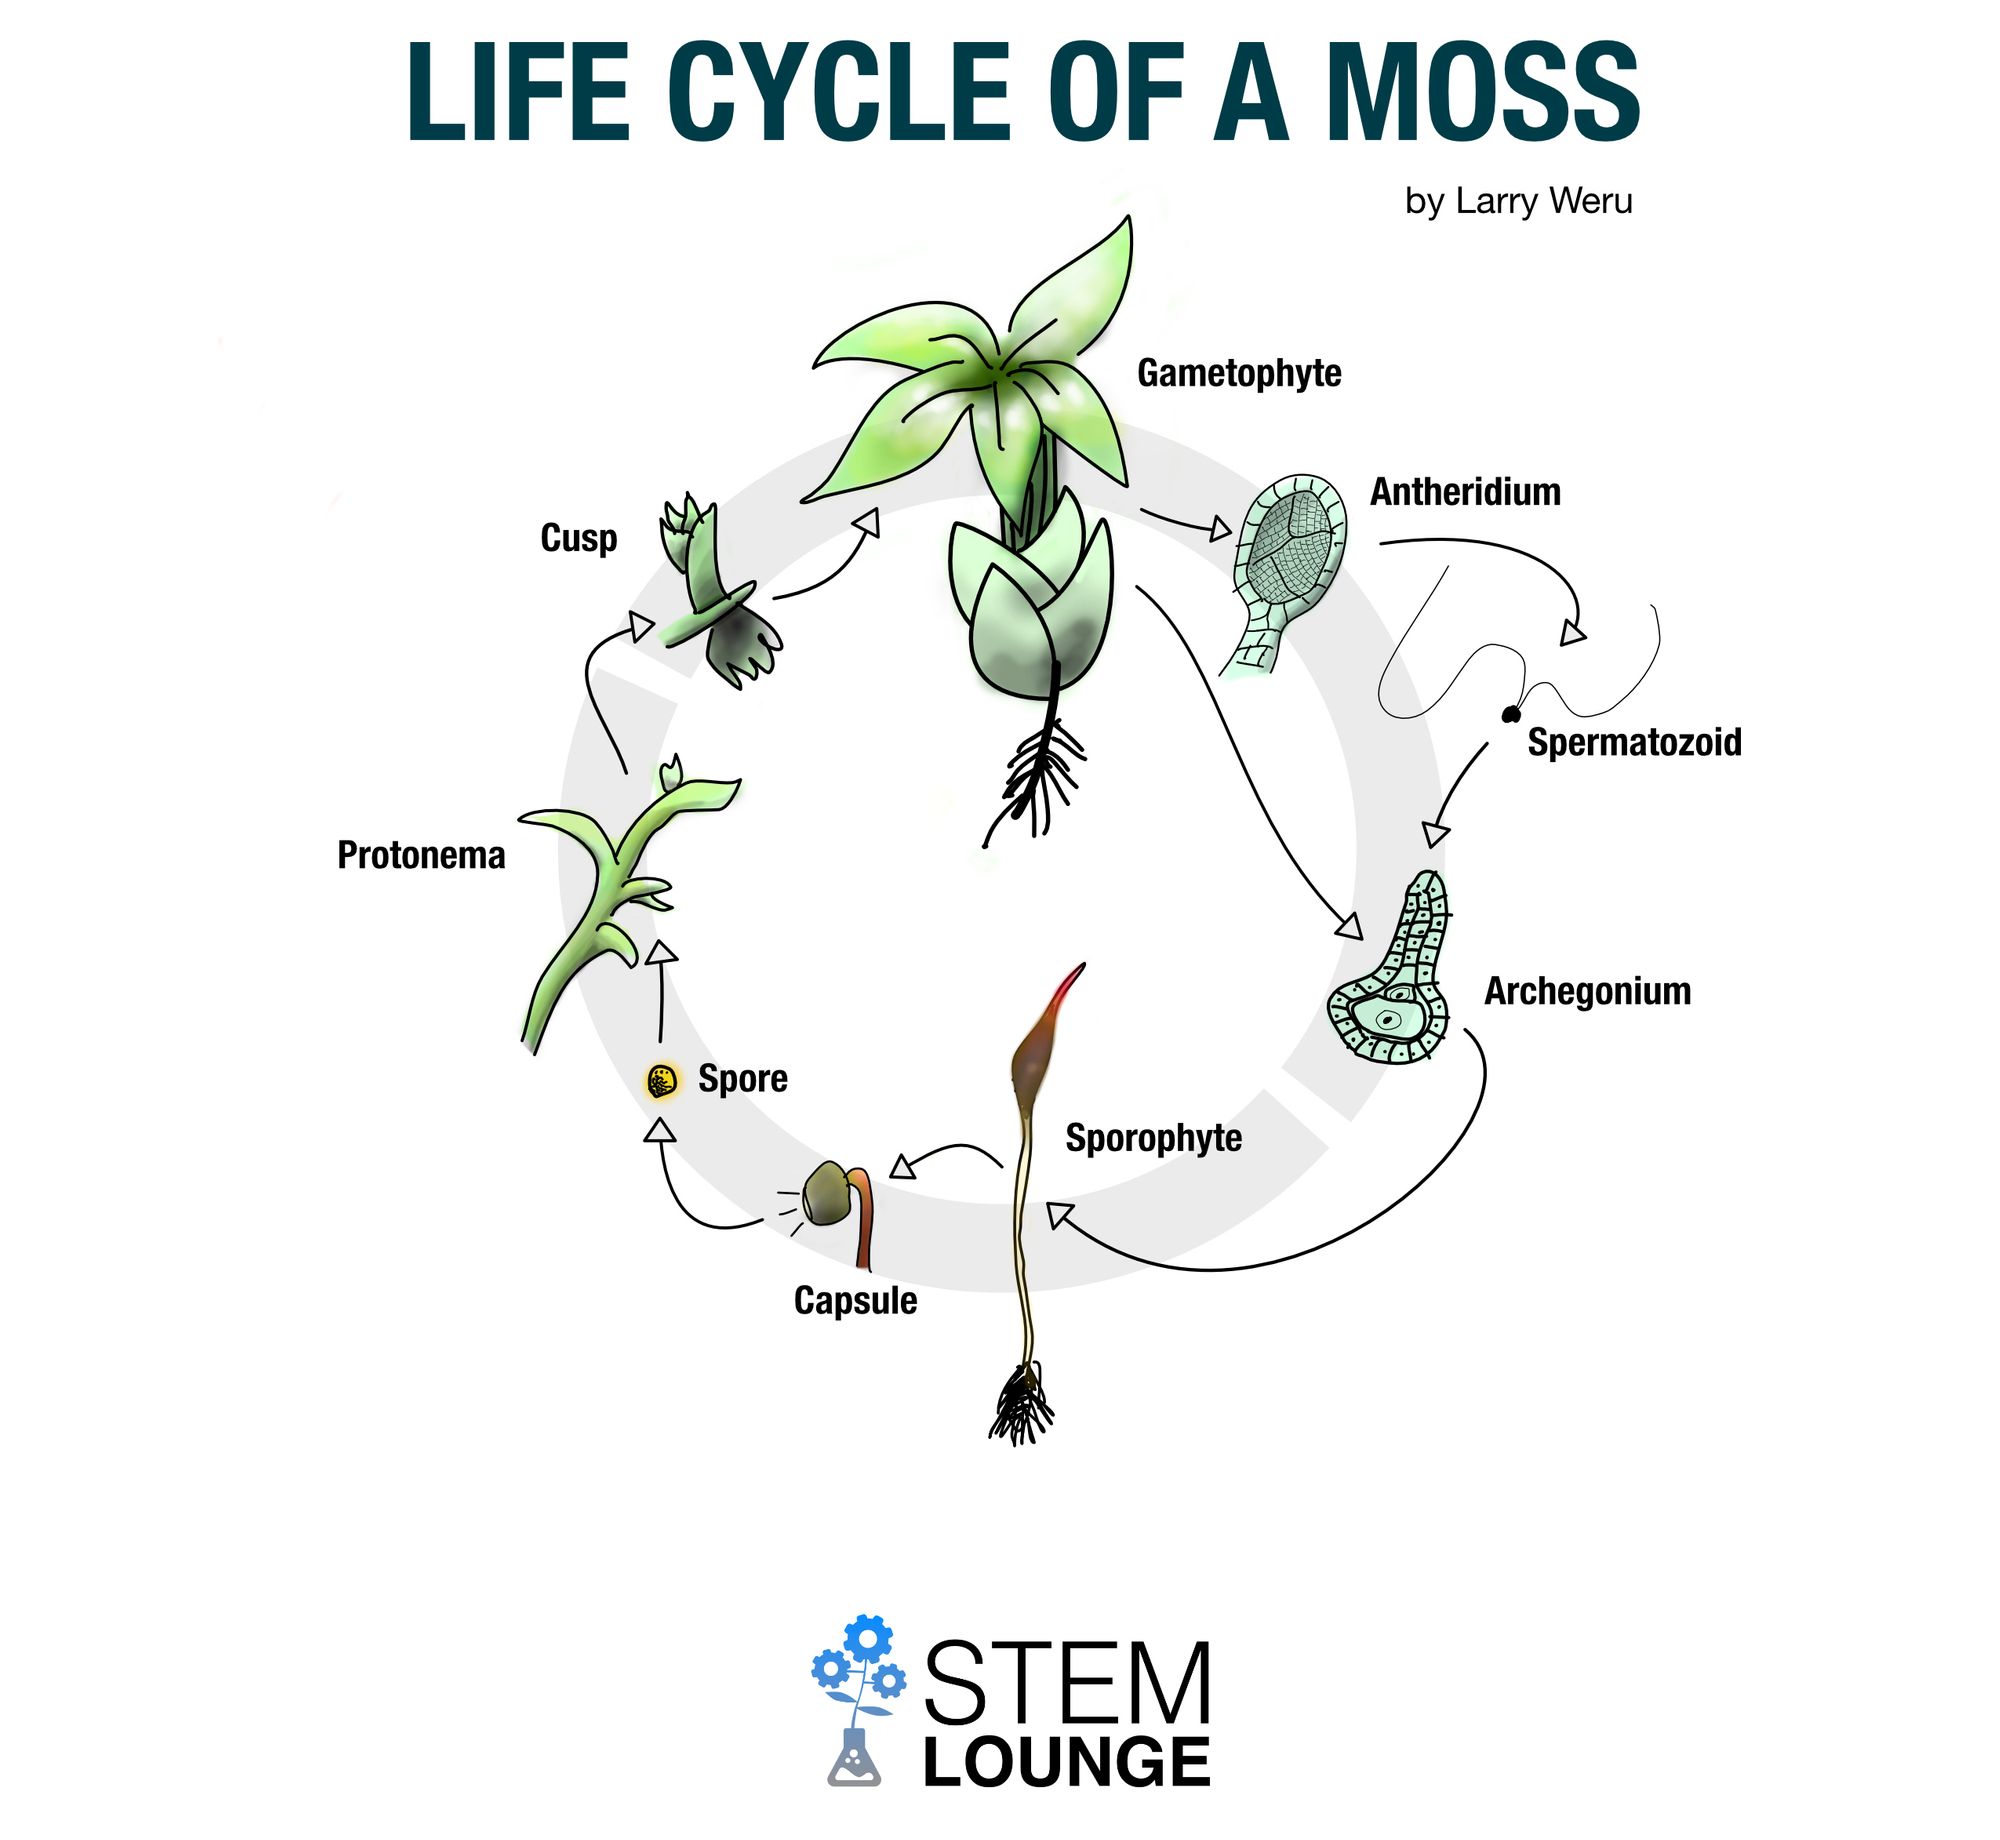 LIFE CYCLE OF A MOSS
by Larry Weru
Gametophyte
Antheridium
Cusp
Spermatozoid
Protonema
Archegonium
Spore
Sporophyte
Capsule
STEM
LOUNGE